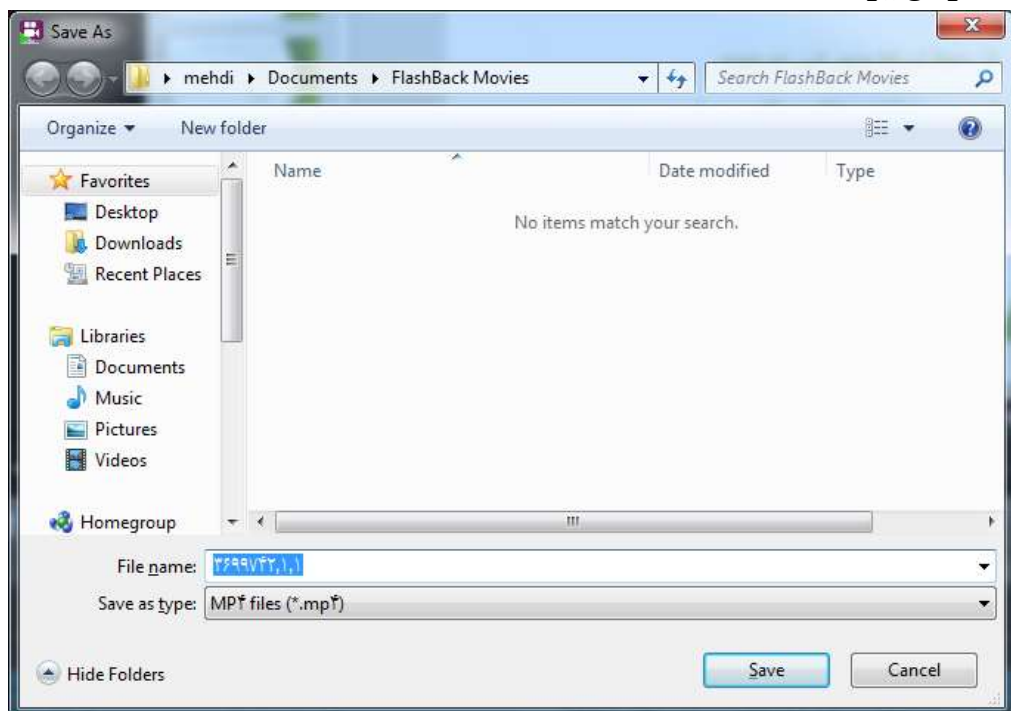 Save As
mehdi ▸ Documents ▸ FlashBack Movies
Search FlashBack Movies
Organize
New folder
Name
Date modified
Type
No items match your search.
Favorites
Desktop
Downloads
Recent Places
Libraries
Documents
Music
Pictures
Videos
Homegroup
File name: ۳۶۹۹۷۴۲,۱,۱
Save as type: MP۴ files (*.mp۴)
Hide Folders
Save
Cancel